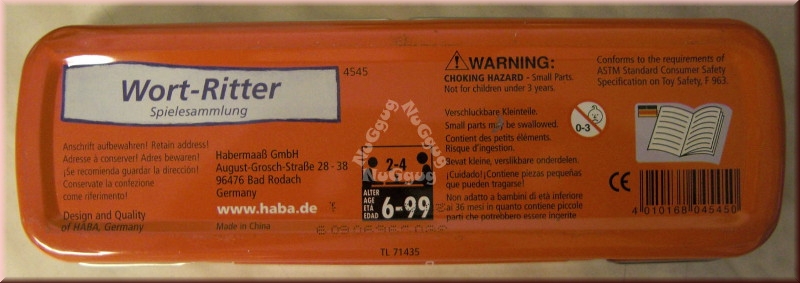 Wort-Ritter
Spielesammlung
4545
Anschrift aufbewahren! Retain address!
Adresse à conserver! Adres bewaren!
¡Se recomienda guardar la dirección!
Conservate la confezione
come riferimento!
Design and Quality
of HABA, Germany
Habermaaß GmbH
August-Grosch-Straße 28 - 38
96476 Bad Rodach
Germany
www.haba.de
Made in China
2-4
ALTER
AGE
ETÀ
EDAD
6-99
TL 71435
WARNING:
CHOKING HAZARD - Small Parts.
Not for children under 3 years.
Verschluckbare Kleinteile.
Small parts may be swallowed.
Contient des petits éléments.
Risque d'ingestion.
Bevat kleine, verslikbare onderdelen.
¡Cuidado!¡Contiene piezas pequeñas
que pueden tragarse!
Non adatto a bambini di età inferiore
ai 36 mesi in quanto contiene piccole
parti che potrebbero essere ingerite
0-3
Conforms to the requirements of
ASTM Standard Consumer Safety
Specification on Toy Safety, F 963.
CE
4 010168 045450
NuGgug
NuGgug
NuGgug
NuGgug